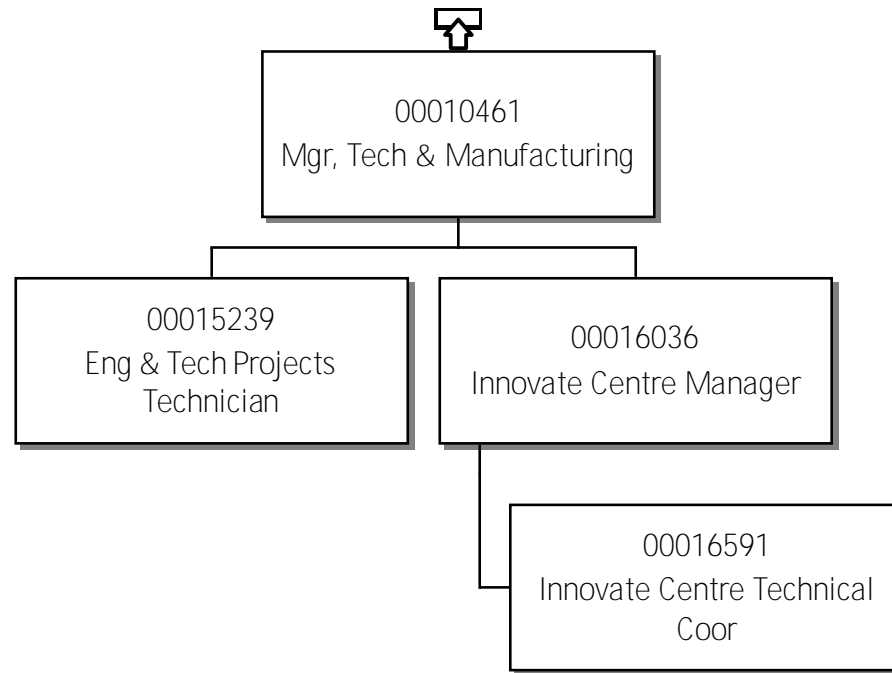 00010461
Mgr, Tech & Manufacturing
00015239
Eng & Tech Projects
Technician
00016036
Innovate Centre Manager
00016591
Innovate Centre Technical
Coor